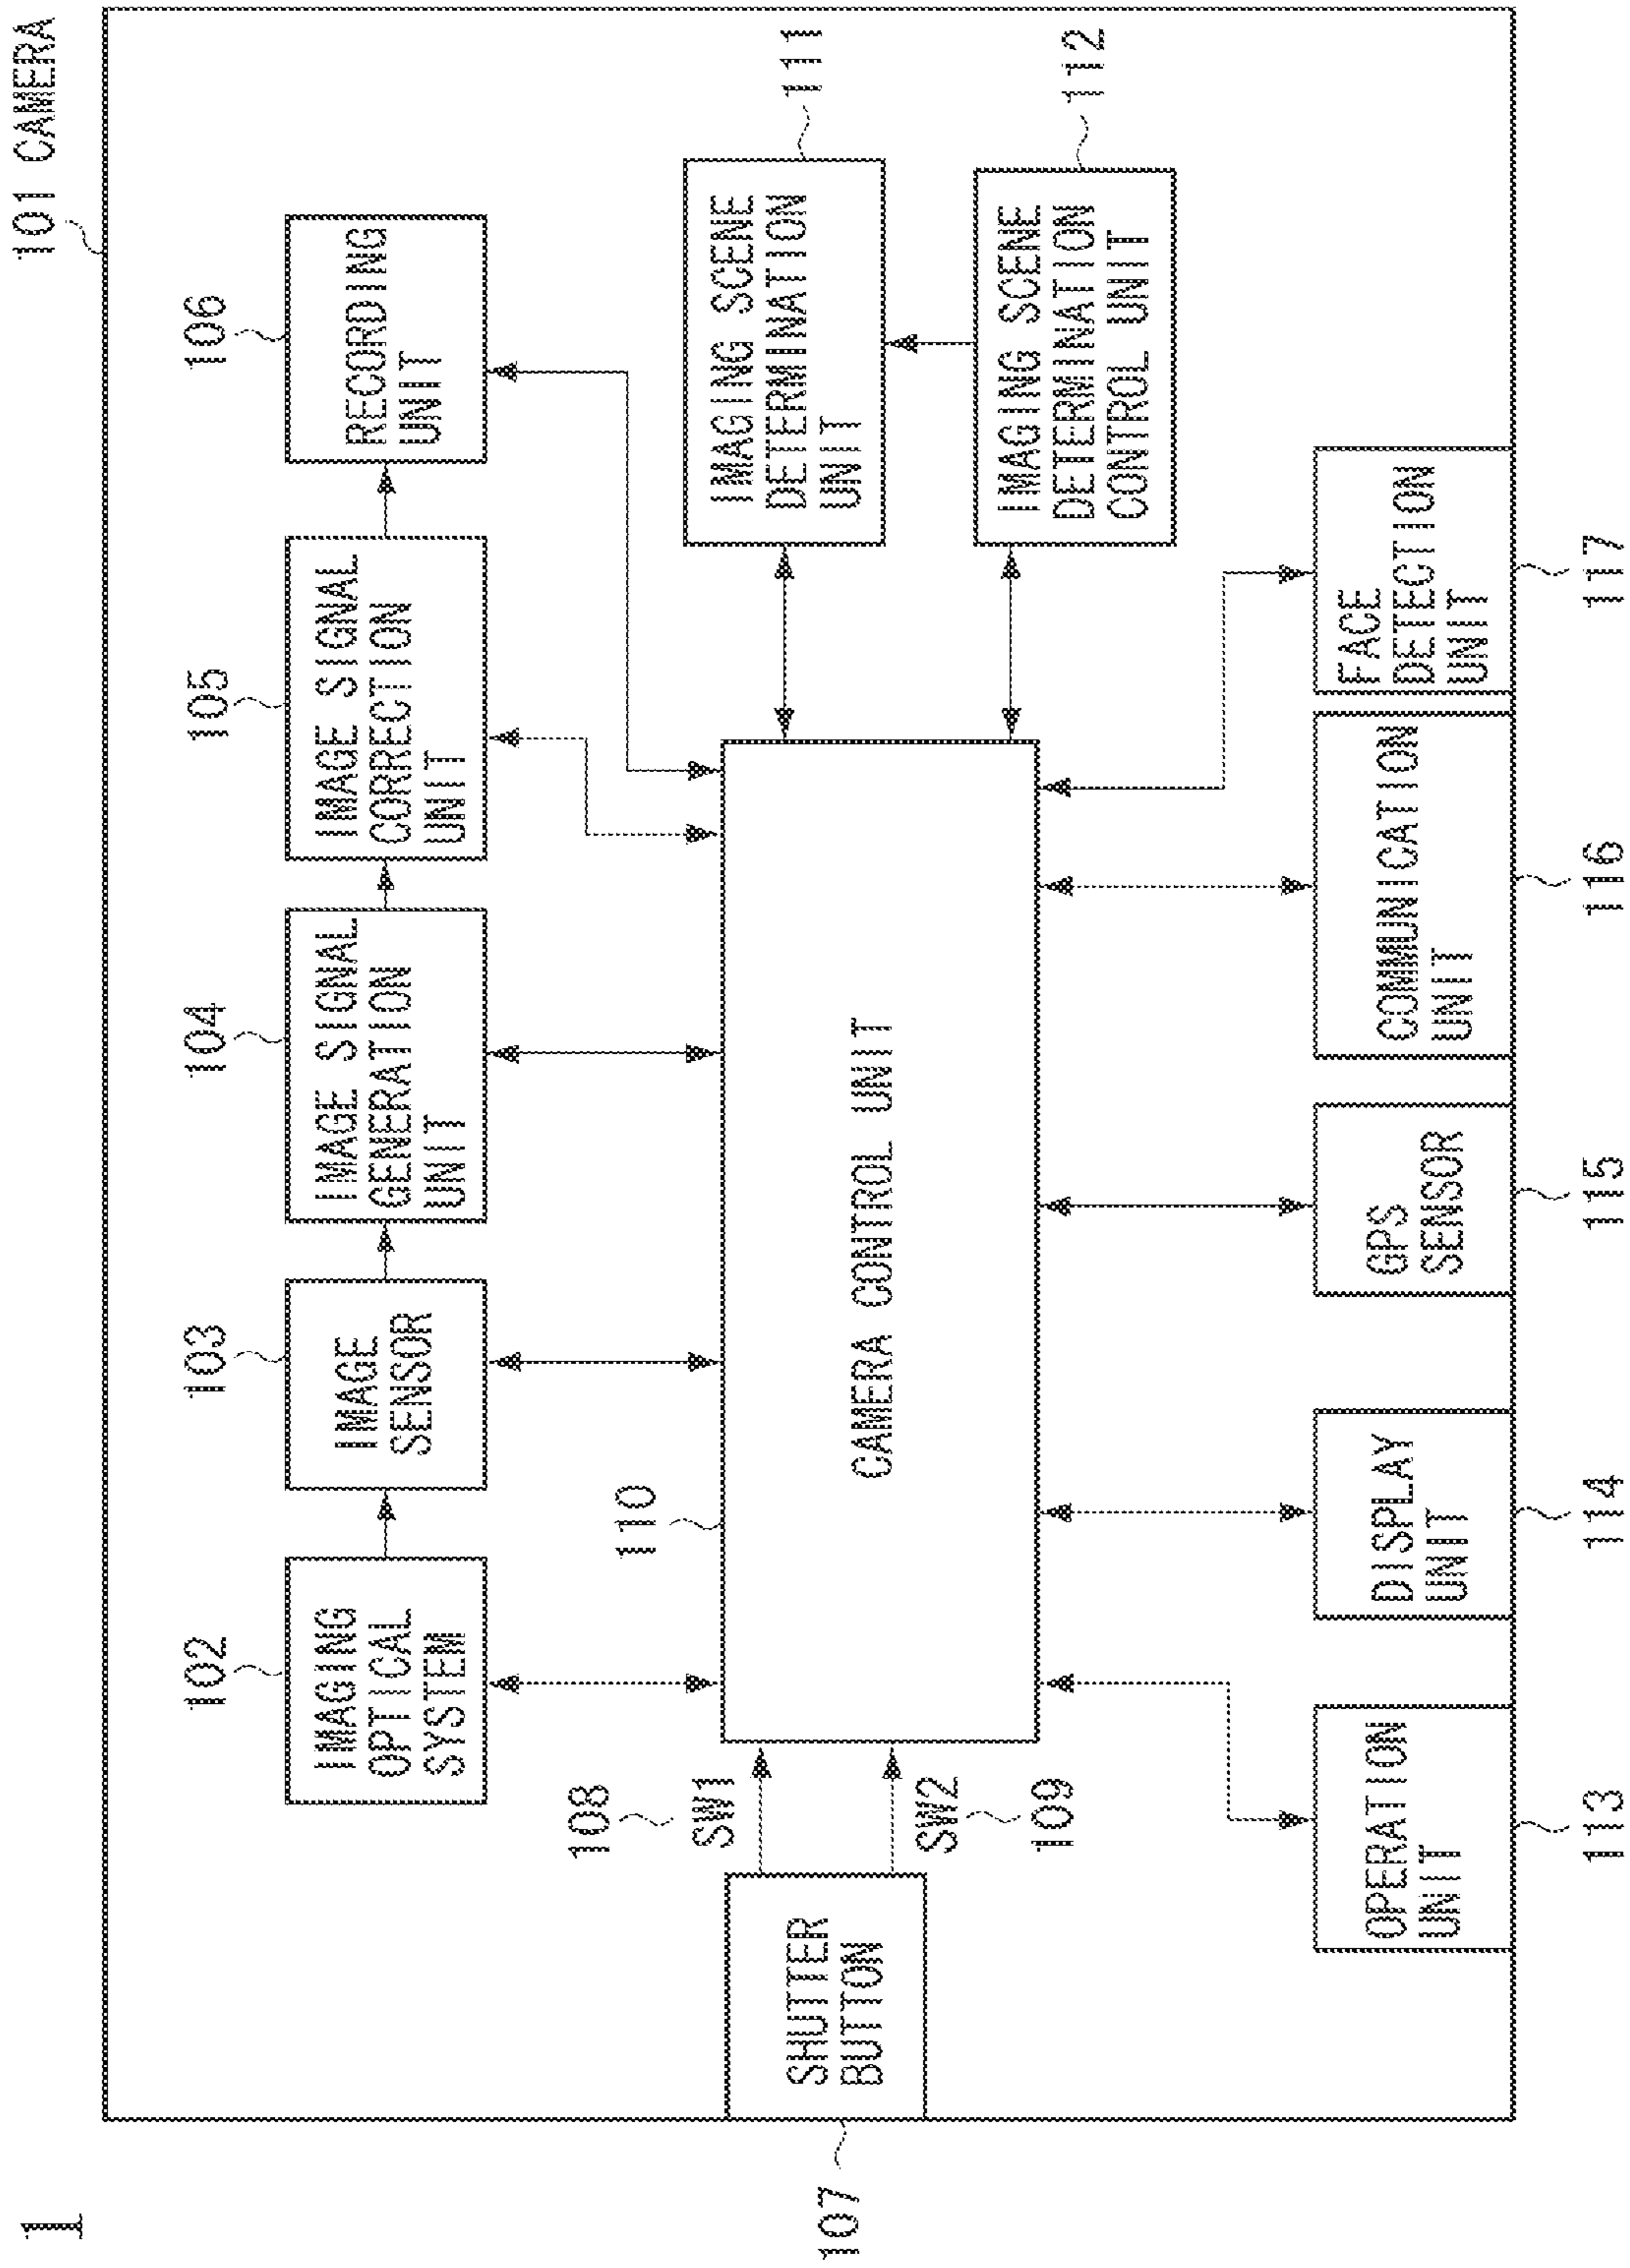 1
101 CAMERA
102
103
104
105
106
IMAGING
OPTICAL
SYSTEM
IMAGE
SENSOR
IMAGE SIGNAL
GENERATION
UNIT
IMAGE SIGNAL
CORRECTION
UNIT
RECORDING
UNIT
107
SHUTTER
BUTTON
108
SW1
SW2
109
110
CAMERA CONTROL UNIT
IMAGING SCENE
DETERMINATION
UNIT
111
IMAGING SCENE
DETERMINATION
CONTROL UNIT
112
OPERATION
UNIT
DISPLAY
UNIT
GPS
SENSOR
COMMUNICATION
UNIT
FACE
DETECTION
UNIT
113
114
115
116
117